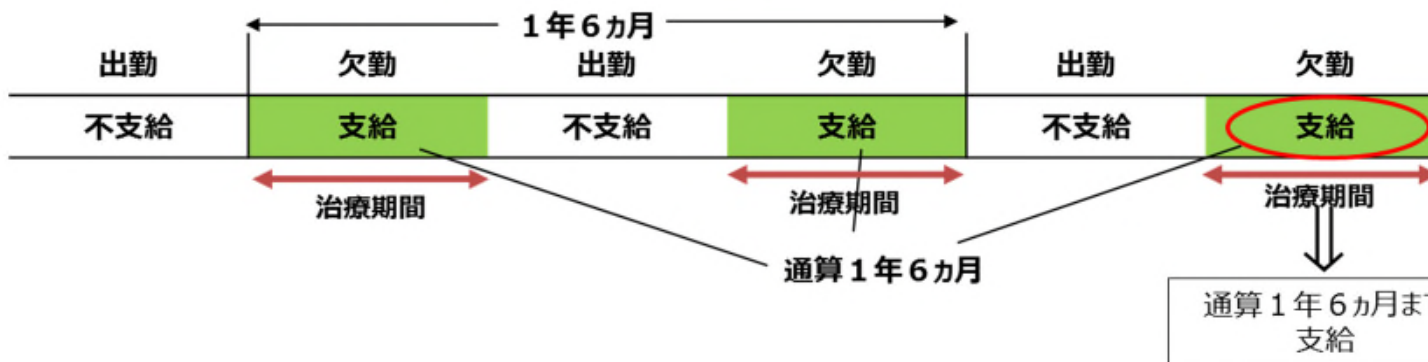 1年6ヵ月
出勤 欠勤 出勤 欠勤 出勤 欠勤
不支給 支給 不支給 支給 不支給 支給
治療期間 治療期間 治療期間
通算1年6ヵ月
通算1年6ヵ月ま
支給